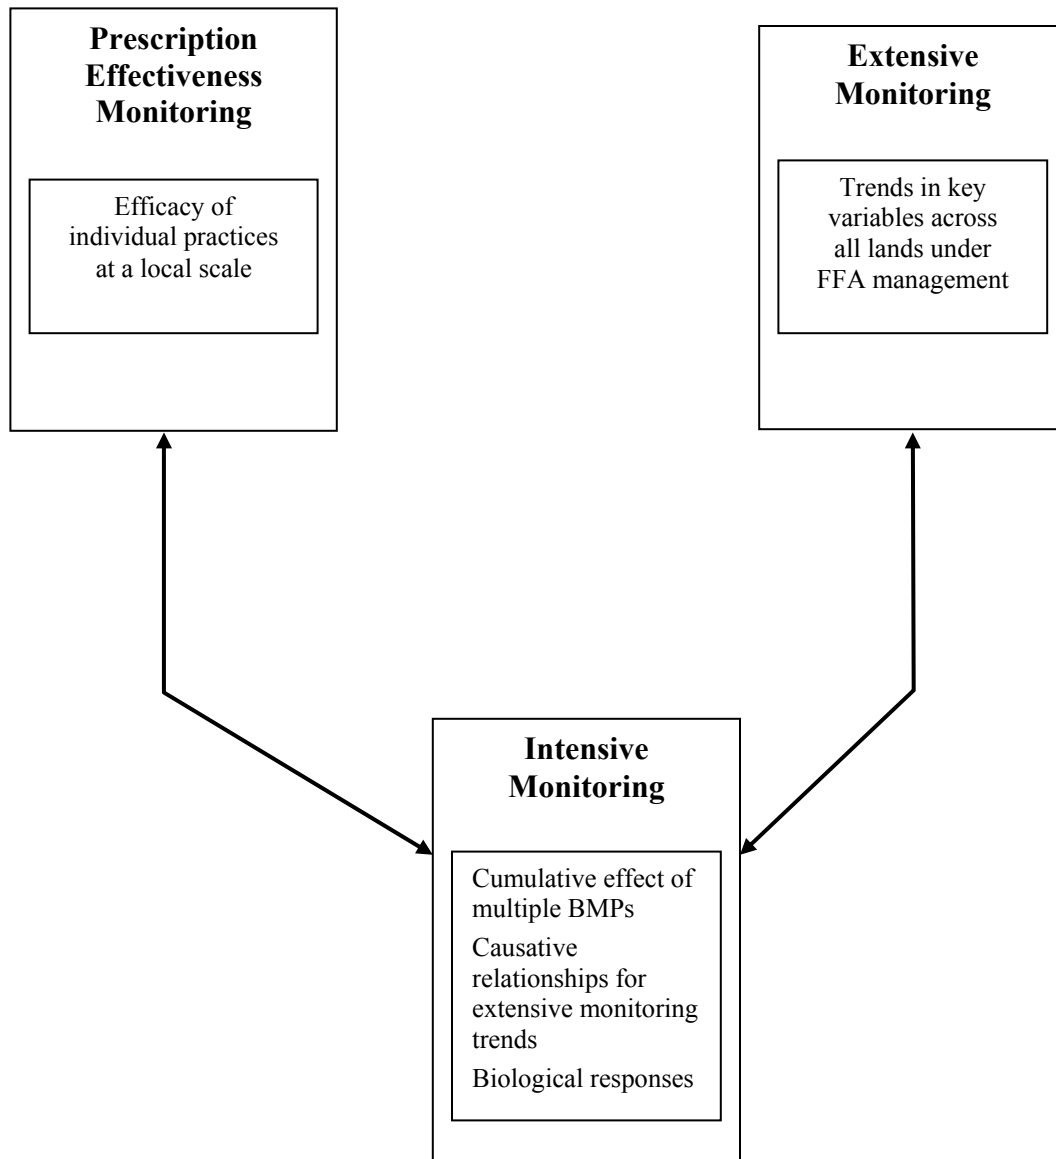 Prescription
Effectiveness
Monitoring
Efficacy of
individual practices
at a local scale
Extensive
Monitoring
Trends in key
variables across
all lands under
FFA management
Intensive
Monitoring
Cumulative effect of
multiple BMPs
Causative
relationships for
extensive monitoring
trends
Biological responses